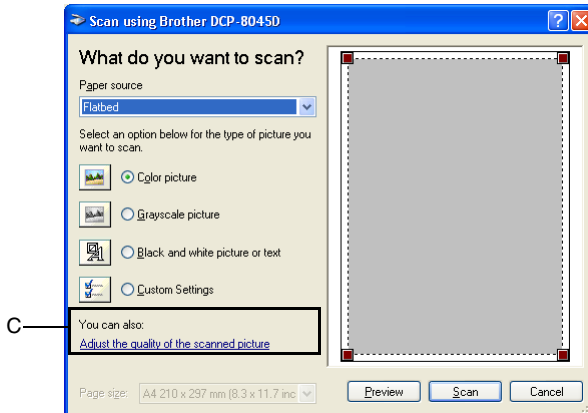 Scan using Brother DCP-8045D
What do you want to scan?
Paper source
Flatbed
Select an option below for the type of picture you
want to scan.
Color picture
Grayscale picture
Black and white picture or text
Custom Settings
C
You can also:
Adjust the quality of the scanned picture
Page size: A4 210 x 297 mm (8.3 x 11.7 inc
Preview Scan Cancel